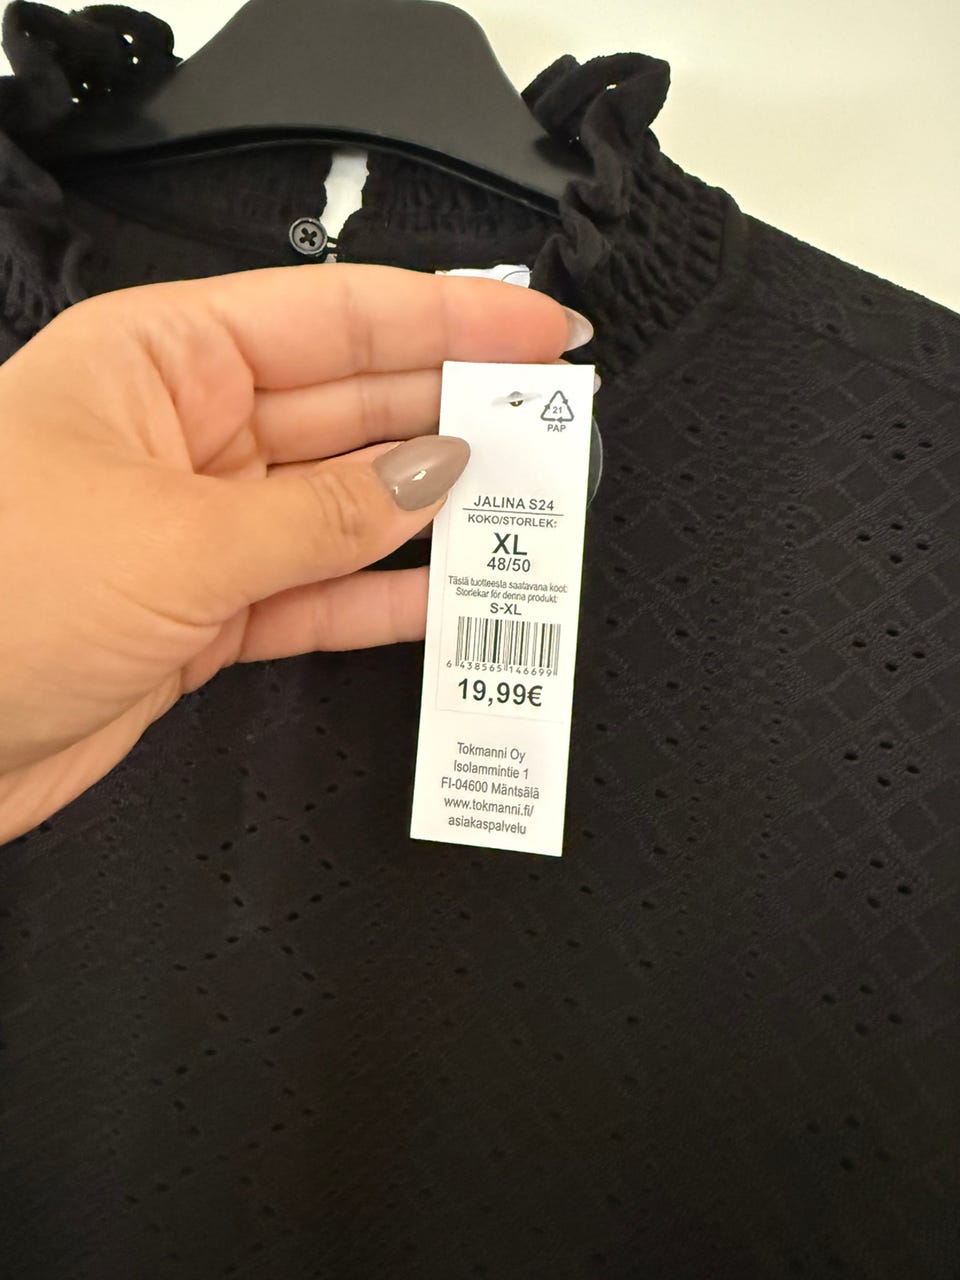 21
PAP
JALINA S24
KOKO/STORLEK:
XL
48/50
Tästä tuotteesta saatavana koot:
Storlekar för denna produkt:
S-XL
6 438565 146699
19,99€
Tokmanni Oy
Isolammintie 1
FI-04600 Mäntsälä
www.tokmanni.fi/
asiakaspalvelu